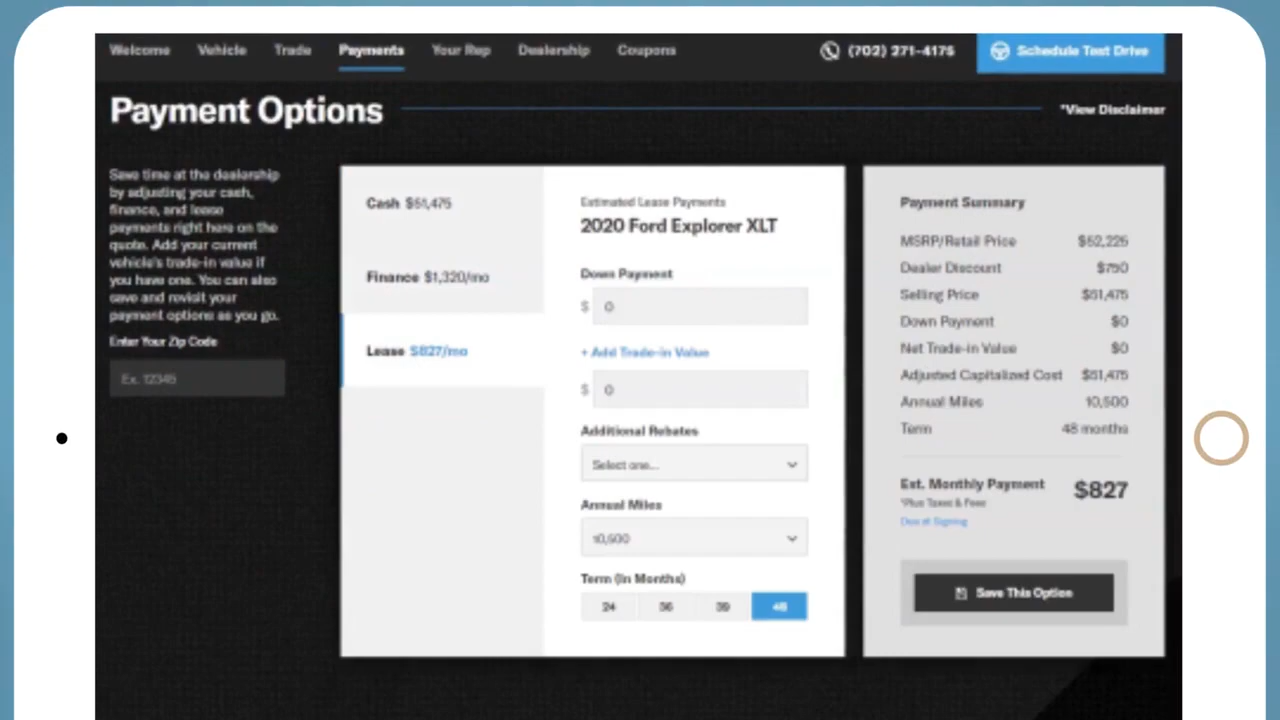 Welcome Vehicle Trade Payments Your Rep Dealership Coupons (702) 271-4175 Schedule Test Drive
Payment Options
*View Disclaimer
Save time at the dealership
by adjusting your cash,
finance, and lease
payments right here on the
quote. Add your current
vehicle's trade-in value if
you have one. You can also
save and revisit your
payment options as you go.
Enter Your Zip Code
Ex. 12345
Cash $51,475
Finance $1,320/mo
Lease $827/mo
Estimated Lease Payments
2020 Ford Explorer XLT
Down Payment
$ 0
+ Add Trade-in Value
$ 0
Additional Rebates
Select one...
Annual Miles
10,500
Term (In Months)
24 36 39 48
Payment Summary
MSRP/Retail Price $52,225
Dealer Discount $750
Selling Price $51,475
Down Payment $0
Net Trade-in Value $0
Adjusted Capitalized Cost $51,475
Annual Miles 10,500
Term 48 months
Est. Monthly Payment $827
*Plus Taxes & Fees
Due at Signing
Save This Option